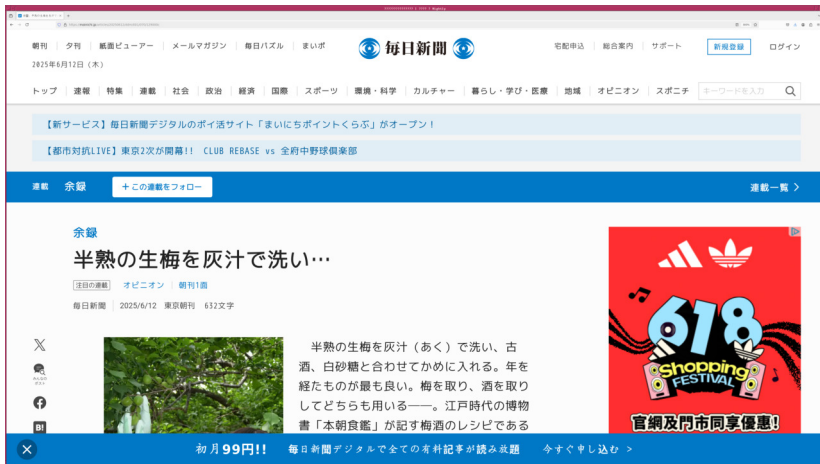 朝刊 夕刊 紙面ビューアー メールマガジン 毎日パズル まいぽ
毎日新聞
宅配申込 総合案内 サポート 新規登録 ログイン
2025年6月12日 (木)
トップ 速報 特集 連載 社会 政治 経済 国際 スポーツ 環境・科学 カルチャー 暮らし・学び・医療 地域 オピニオン スポニチ キーワードを入力
【新サービス】毎日新聞デジタルのポイ活サイト「まいにちポイントくらぶ」がオープン！
【都市対抗LIVE】東京2次が開幕!! CLUB REBASE vs 全府中野球倶楽部
連載 余録 +この連載をフォロー 連載一覧 >
余録
半熟の生梅を灰汁で洗い…
注目の連載 オピニオン 朝刊1面
毎日新聞 2025/6/12 東京朝刊 632文字
半熟の生梅を灰汁（あく）で洗い、古
酒、白砂糖と合わせてかめに入れる。年を
経たものが最も良い。梅を取り、酒を取り
してどちらも用いる――。江戸時代の博物
書「本朝食鑑」が記す梅酒のレシピである
みんなの
ポスト
B!
618
Shopping
FESTIVAL
官網及門市同享優惠!
初月99円!! 毎日新聞デジタルで全ての有料記事が読み放題 今すぐ申し込む >